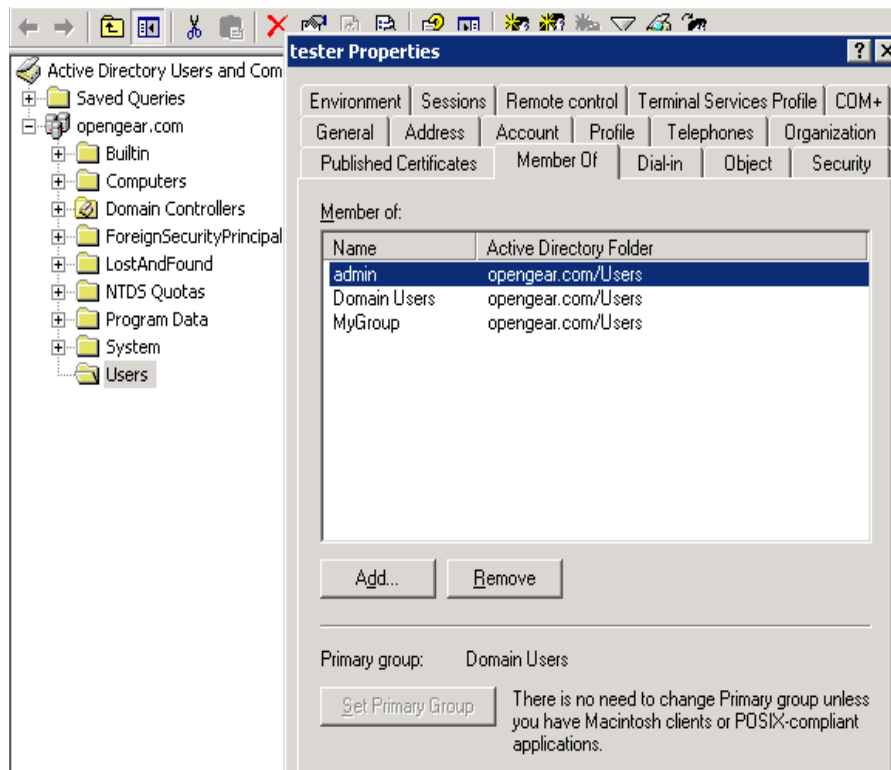 tester Properties
Active Directory Users and Com
Saved Queries
opengear.com
Builtin
Computers
Domain Controllers
ForeignSecurityPrincipal
LostAndFound
NTDS Quotas
Program Data
System
Users
Environment Sessions Remote control Terminal Services Profile COM+
General Address Account Profile Telephones Organization
Published Certificates Member Of Dial-in Object Security
Member of:
Name Active Directory Folder
admin opengear.com/Users
Domain Users opengear.com/Users
MyGroup opengear.com/Users
Add... Remove
Primary group: Domain Users
Set Primary Group
There is no need to change Primary group unless
you have Macintosh clients or POSIX-compliant
applications.